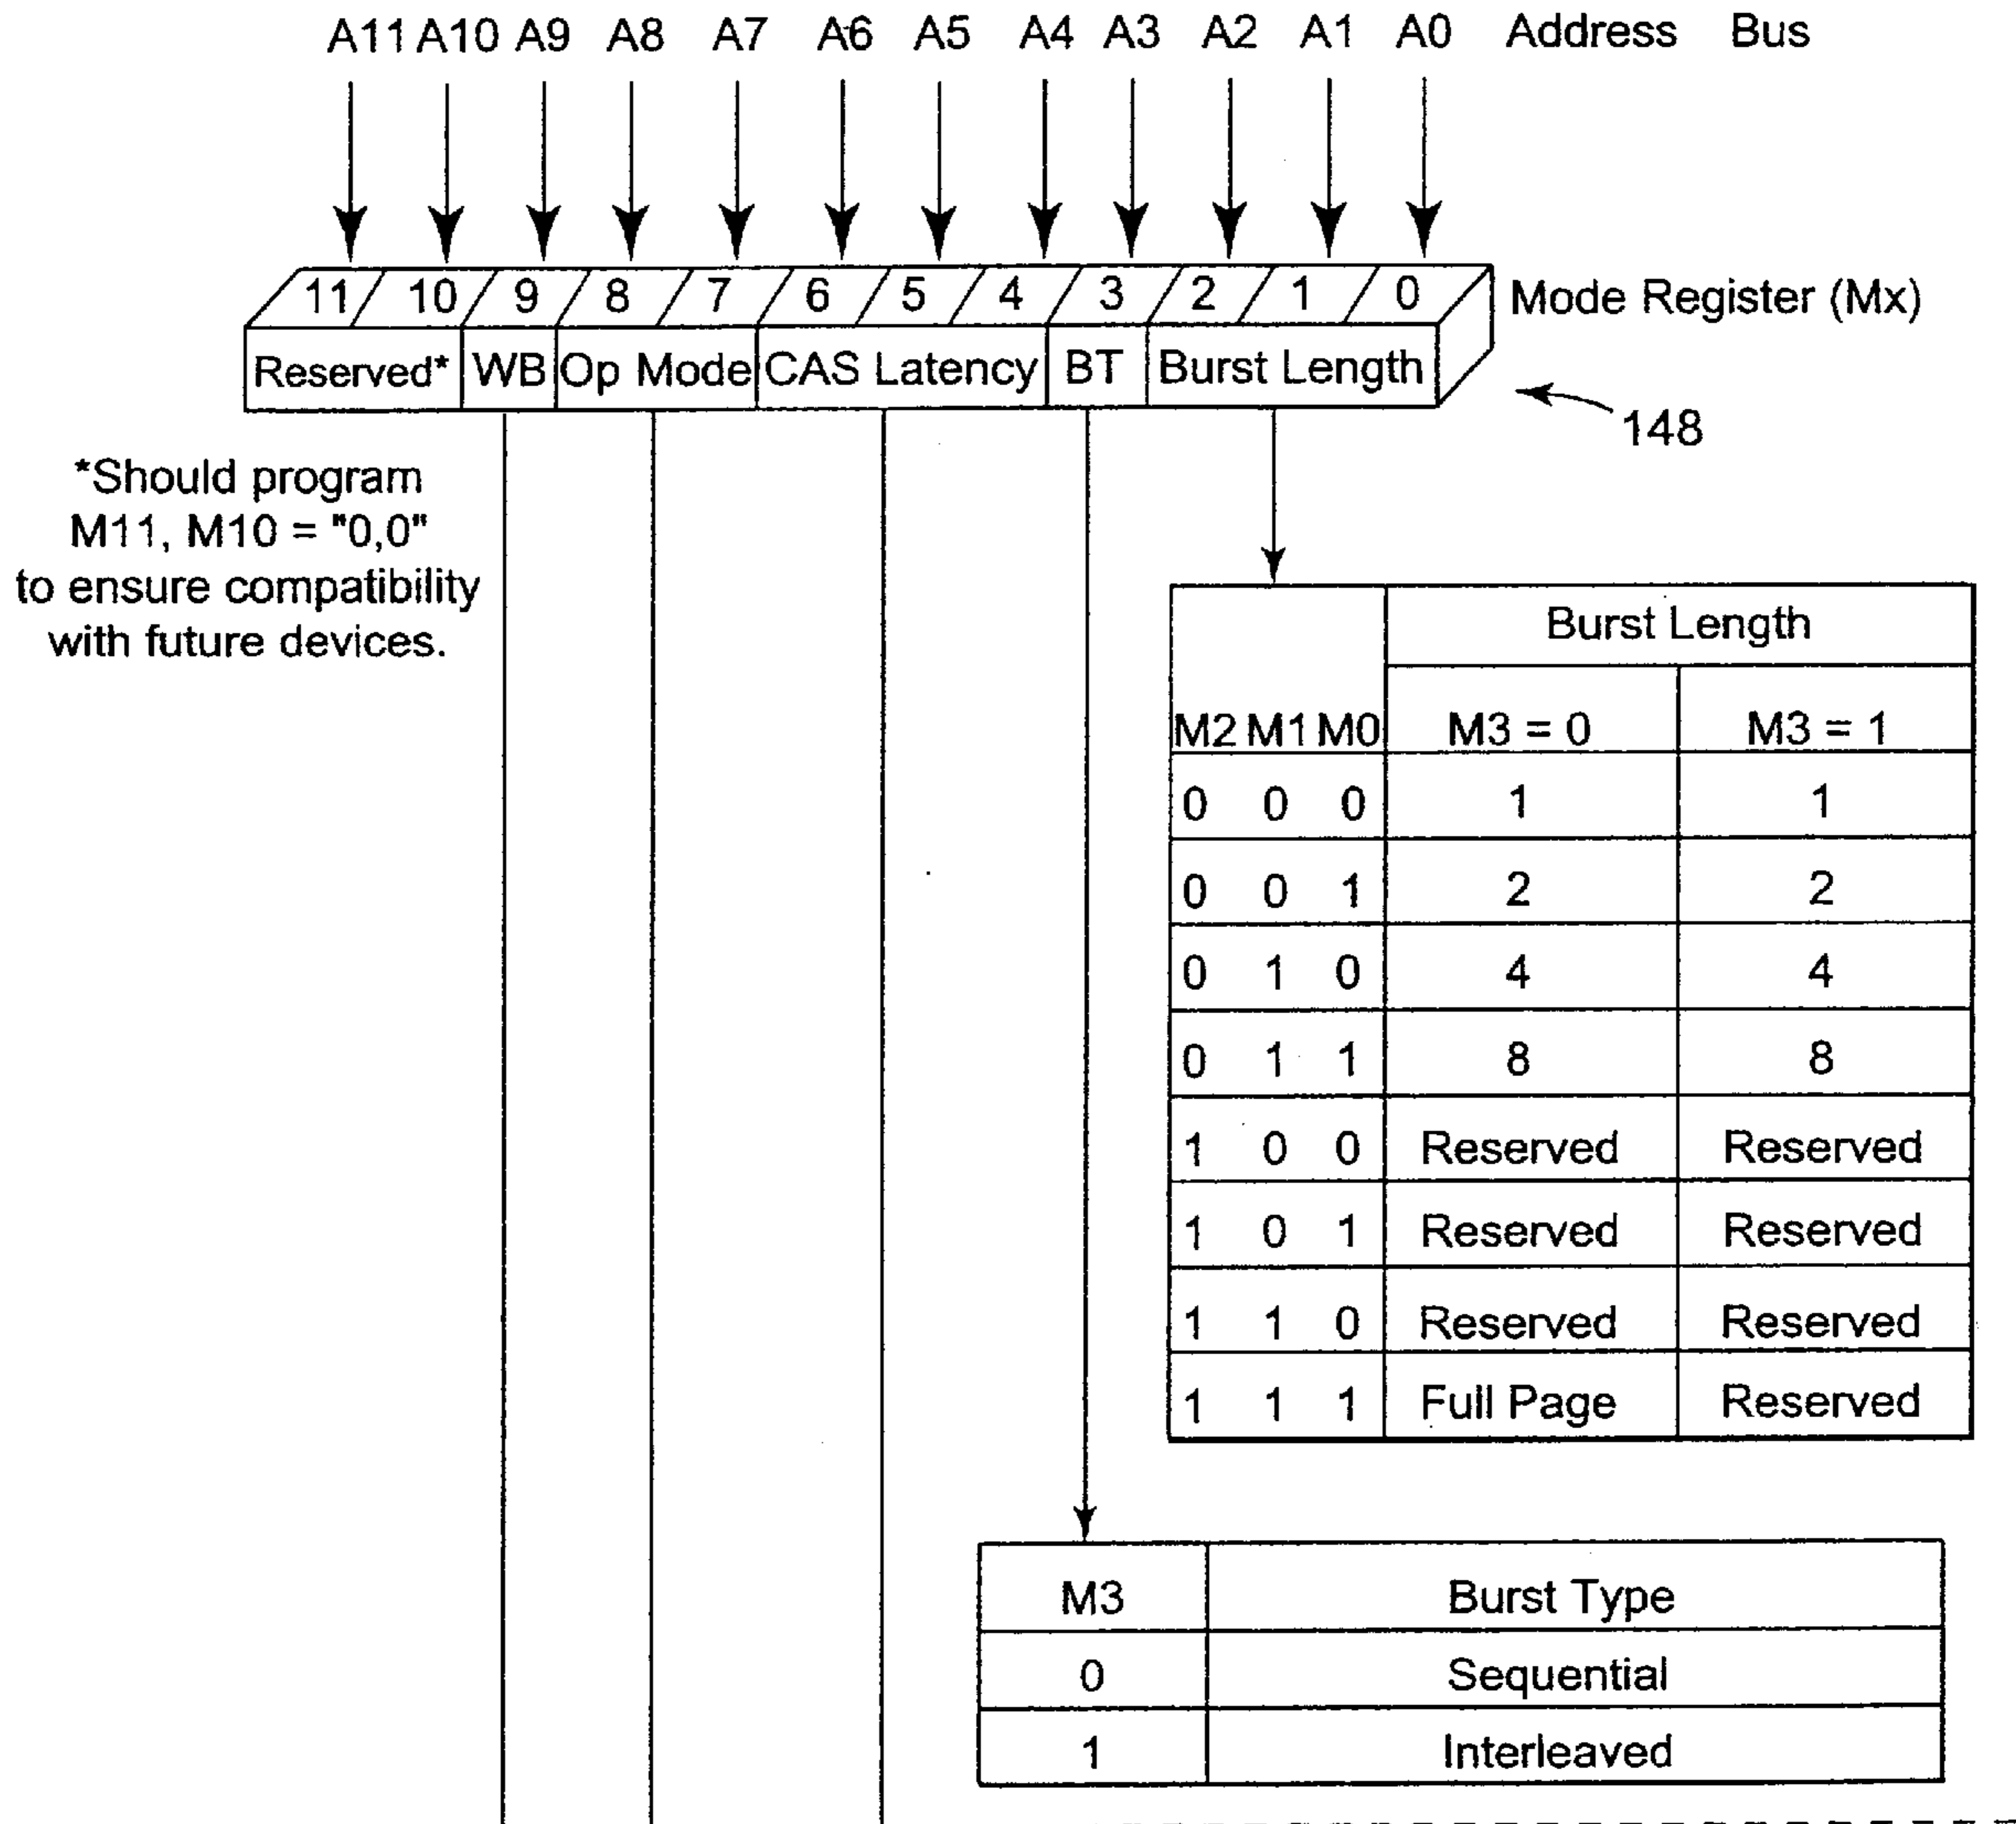 A11 A10 A9 A8 A7 A6 A5 A4 A3 A2 A1 A0 Address Bus
11 10 9 8 7 6 5 4 3 2 1 0 Mode Register (Mx)
Reserved* WB Op Mode CAS Latency BT Burst Length
148
*Should program
M11, M10 = "0,0"
to ensure compatibility
with future devices.
Burst Length
M2 M1 M0 M3 = 0 M3 = 1
0 0 0 1 1
0 0 1 2 2
0 1 0 4 4
0 1 1 8 8
1 0 0 Reserved Reserved
1 0 1 Reserved Reserved
1 1 0 Reserved Reserved
1 1 1 Full Page Reserved
M3 Burst Type
0 Sequential
1 Interleaved